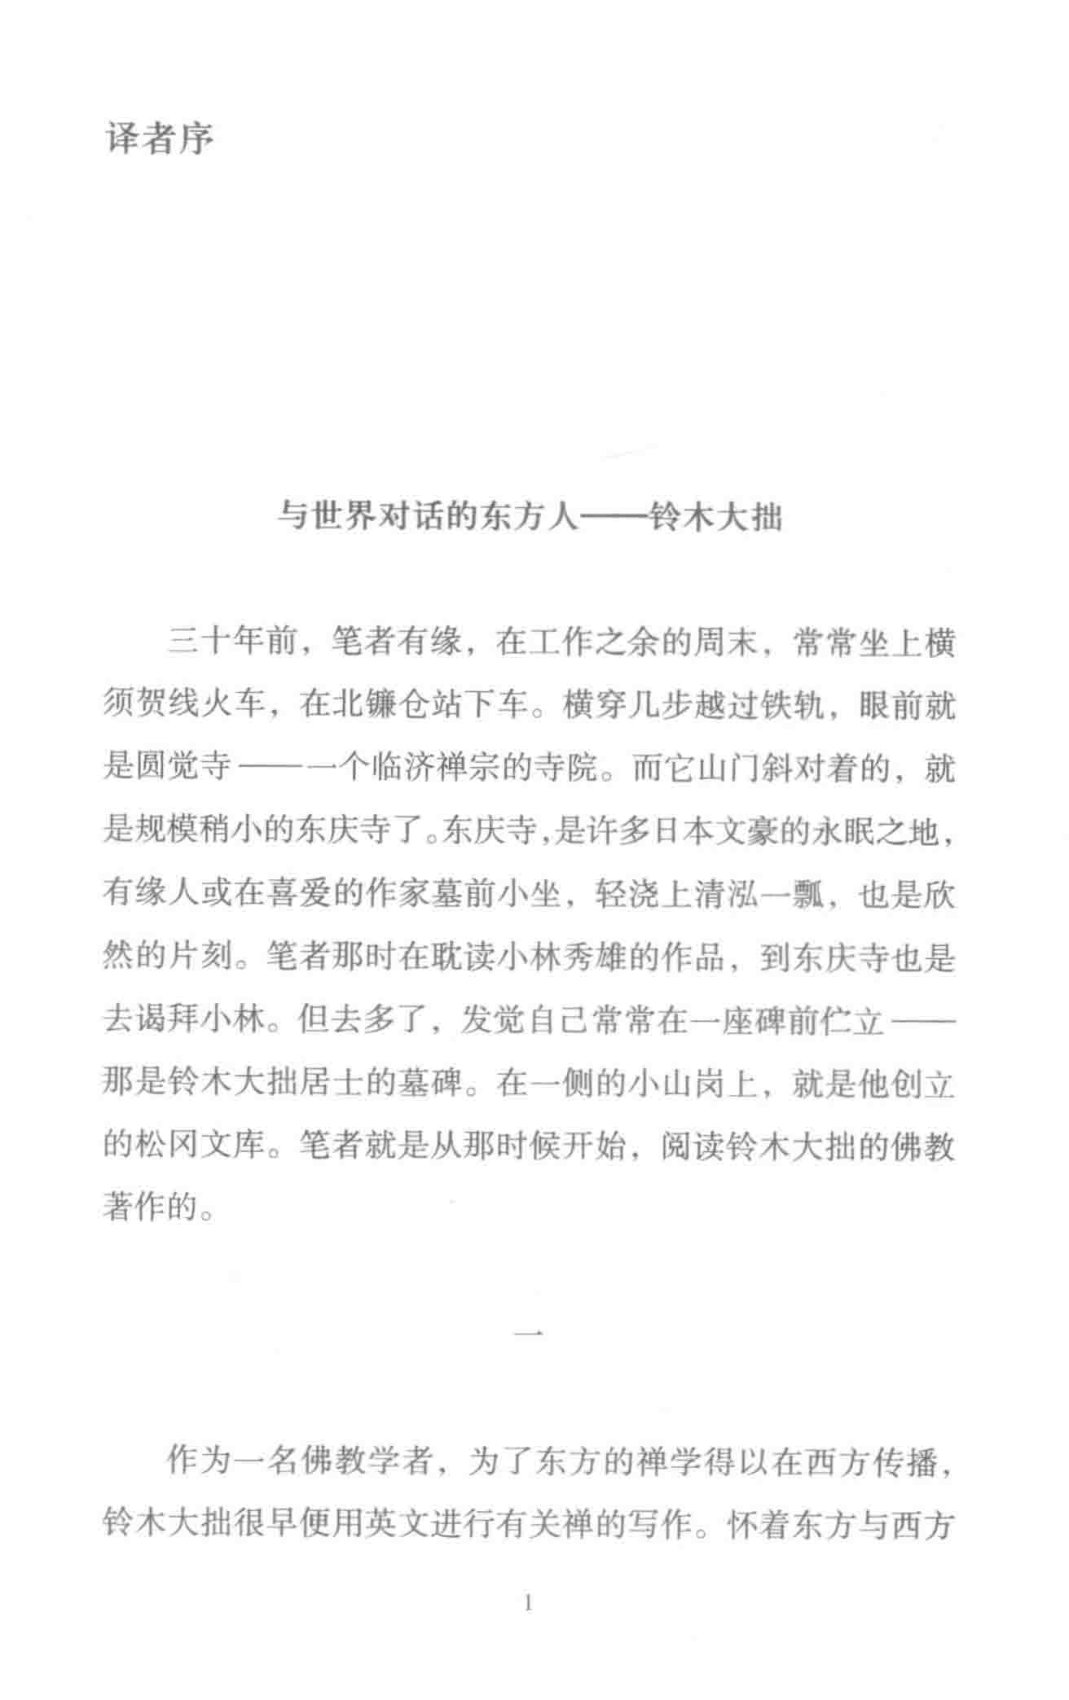 译者序
与世界对话的东方人——铃木大拙
三十年前，笔者有缘，在工作之余的周末，常常坐上横
须贺线火车，在北镰仓站下车。横穿几步越过铁轨，眼前就
是圆觉寺——一个临济禅宗的寺院。而它山门斜对着的，就
是规模稍小的东庆寺了。东庆寺，是许多日本文豪的永眠之地，
有缘人或在喜爱的作家墓前小坐，轻浇上清泓一瓢，也是欣
然的片刻。笔者那时在耽读小林秀雄的作品，到东庆寺也是
去谒拜小林。但去多了，发觉自己常常在一座碑前伫立——
那是铃木大拙居士的墓碑。在一侧的小山岗上，就是他创立
的松冈文库。笔者就是从那时候开始，阅读铃木大拙的佛教
著作的。
一
作为一名佛教学者，为了东方的禅学得以在西方传播，
铃木大拙很早便用英文进行有关禅的写作。怀着东方与西方
1